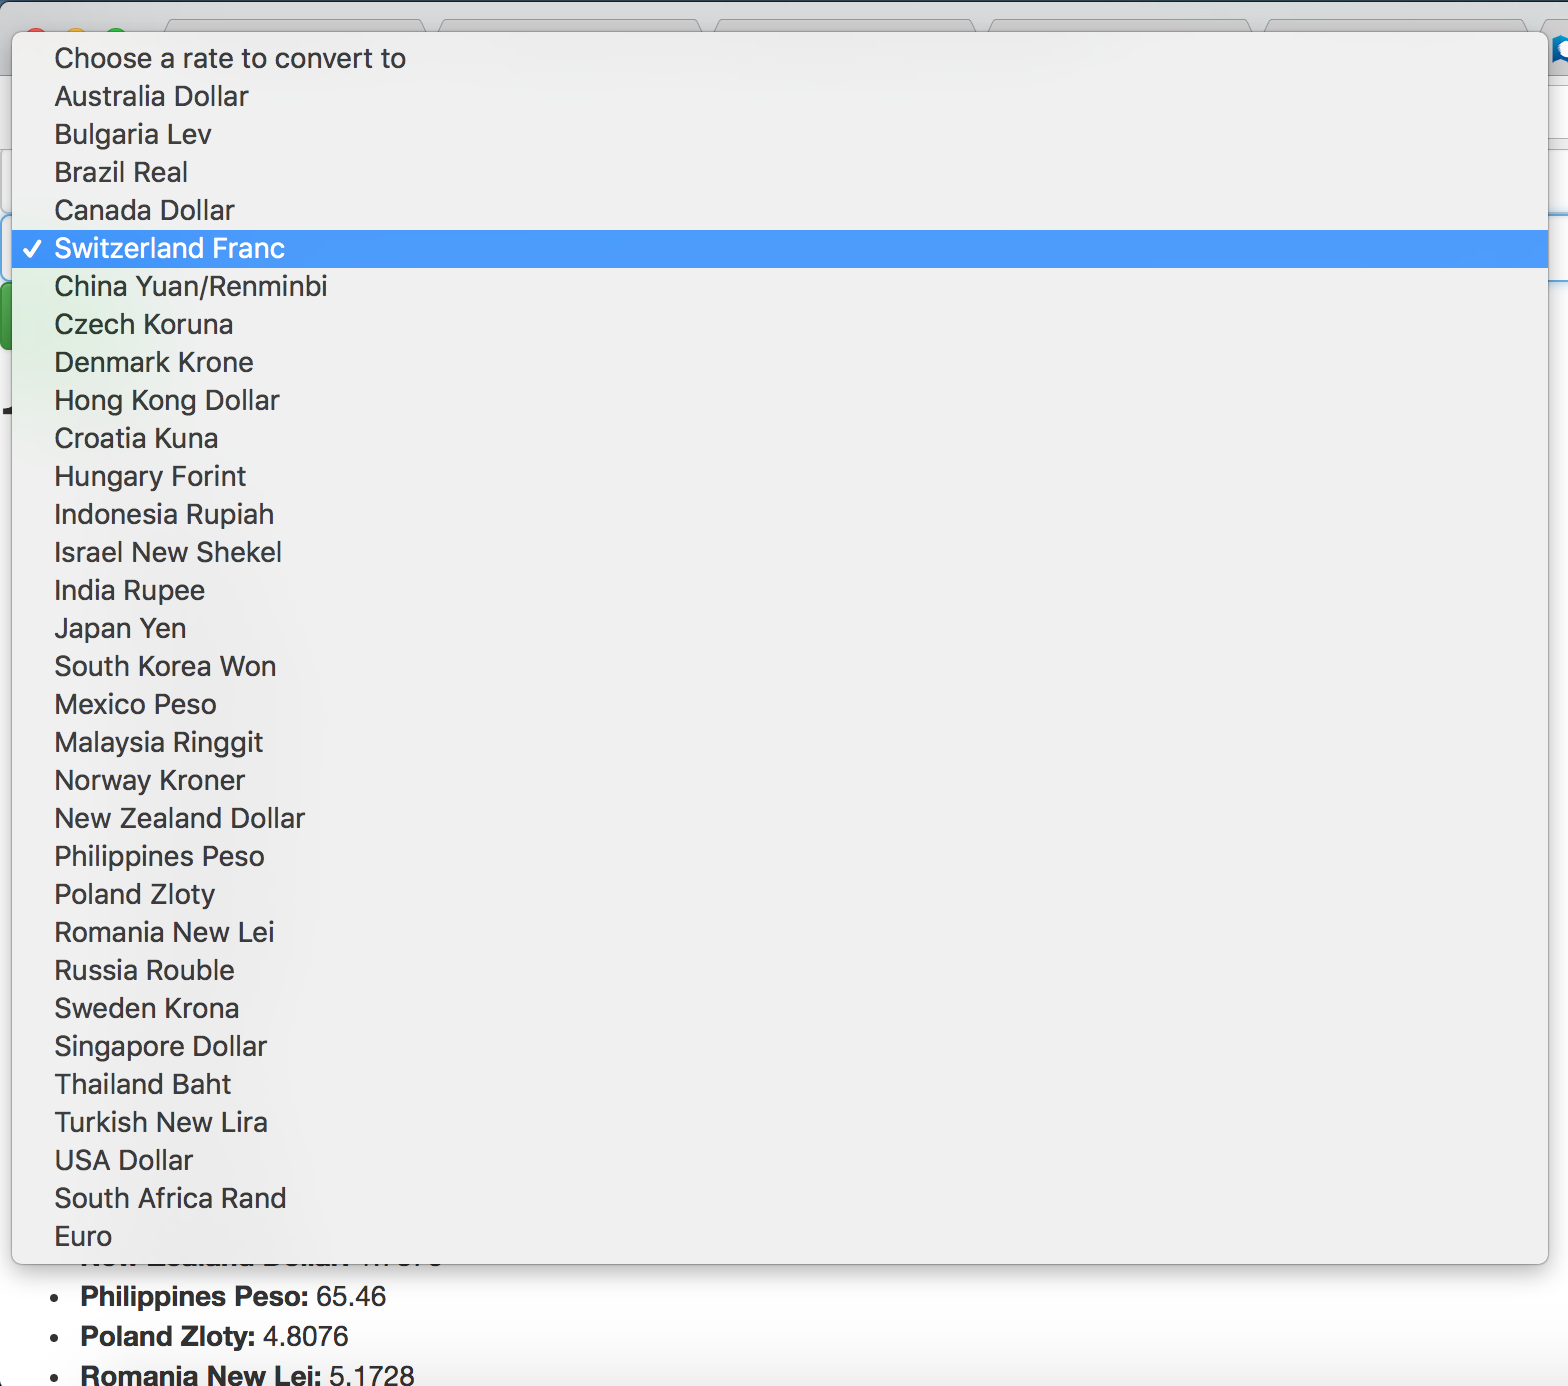 Choose a rate to convert to
Australia Dollar
Bulgaria Lev
Brazil Real
Canada Dollar
✓ Switzerland Franc
China Yuan/Renminbi
Czech Koruna
Denmark Krone
Hong Kong Dollar
Croatia Kuna
Hungary Forint
Indonesia Rupiah
Israel New Shekel
India Rupee
Japan Yen
South Korea Won
Mexico Peso
Malaysia Ringgit
Norway Kroner
New Zealand Dollar
Philippines Peso
Poland Zloty
Romania New Lei
Russia Rouble
Sweden Krona
Singapore Dollar
Thailand Baht
Turkish New Lira
USA Dollar
South Africa Rand
Euro
New Zealand Dollar:
• Philippines Peso: 65.46
• Poland Zloty: 4.8076
• Romania New Lei: 5.1728